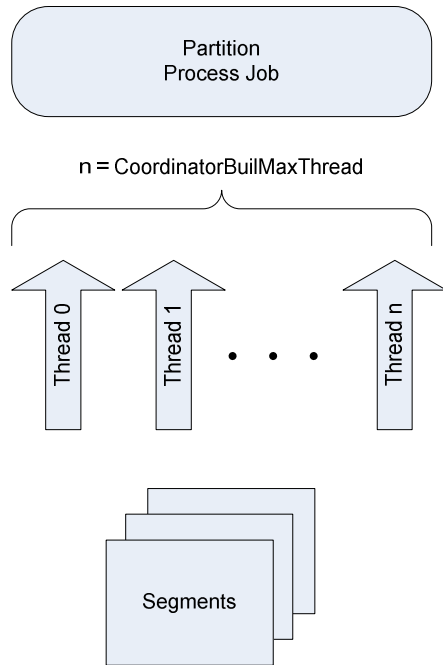 Partition
Process Job
n = CoordinatorBuilMaxThread
Thread 0
Thread 1
Thread n
Segments